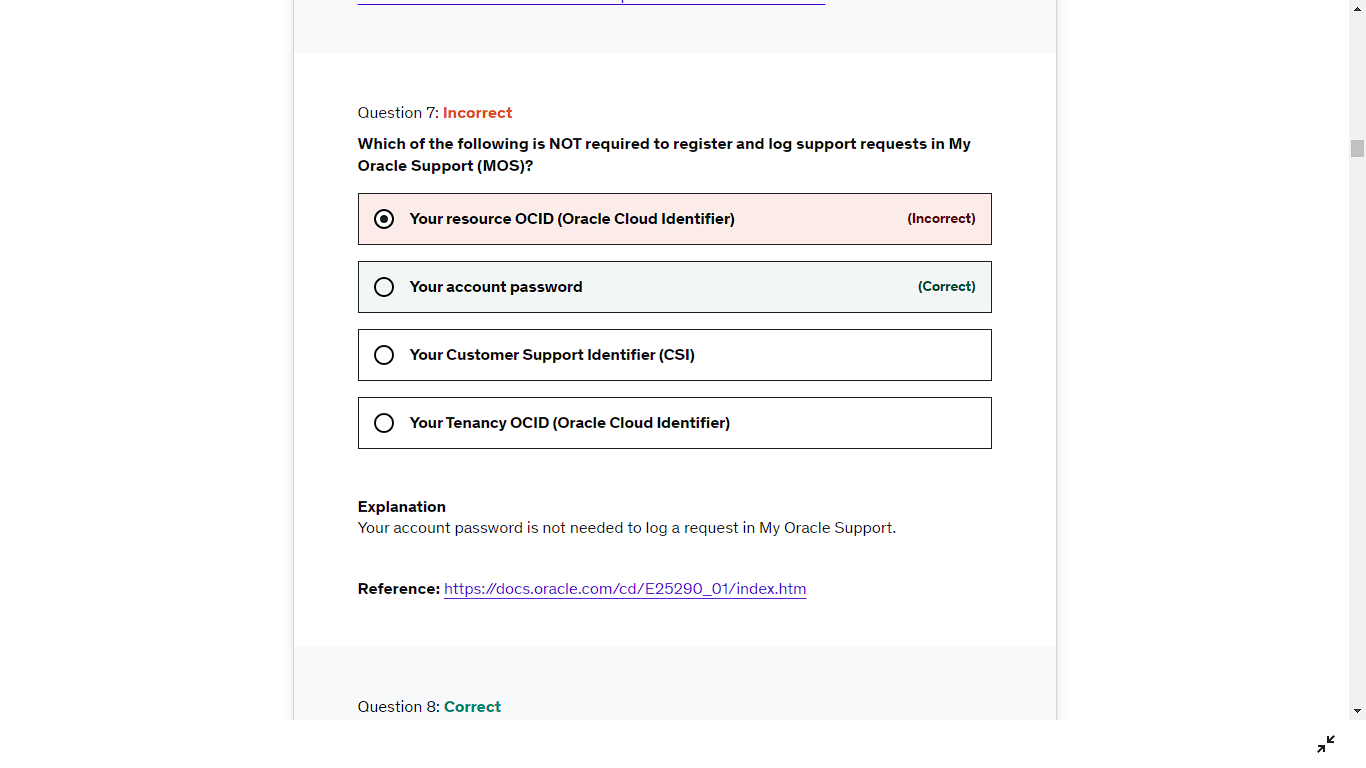 Question 7: Incorrect
Which of the following is NOT required to register and log support requests in My
Oracle Support (MOS)?
Your resource OCID (Oracle Cloud Identifier) (Incorrect)
Your account password (Correct)
Your Customer Support Identifier (CSI)
Your Tenancy OCID (Oracle Cloud Identifier)
Explanation
Your account password is not needed to log a request in My Oracle Support.
Reference: https://docs.oracle.com/cd/E25290_01/index.htm
Question 8: Correct